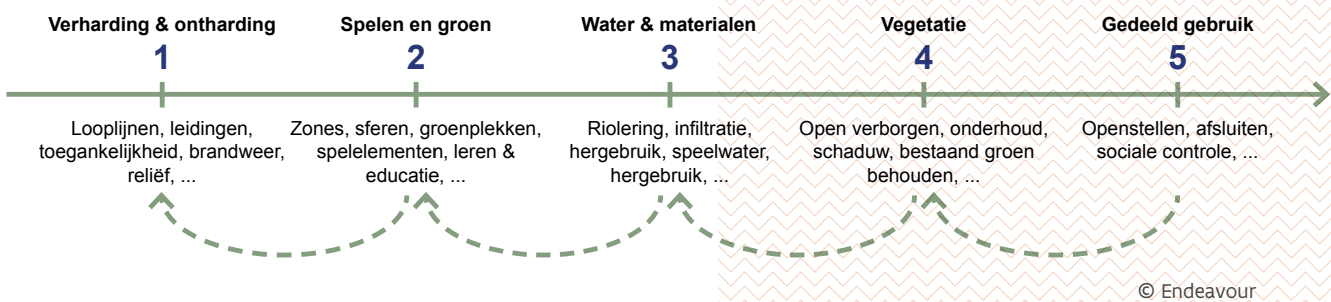 Verharding & ontharding
1
Looplijnen, leidingen,
toegankelijkheid, brandweer,
reliëf, ...
Spelen en groen
2
Zones, sferen, groenplekken,
spelelementen, leren &
educatie, ...
Water & materialen
3
Riolering, infiltratie,
hergebruik, speelwater,
hergebruik, ...
Vegetatie
4
Open verborgen, onderhoud,
schaduw, bestaand groen
behouden, ...
Gedeeld gebruik
5
Openstellen, afsluiten,
sociale controle, ...
© Endeavour